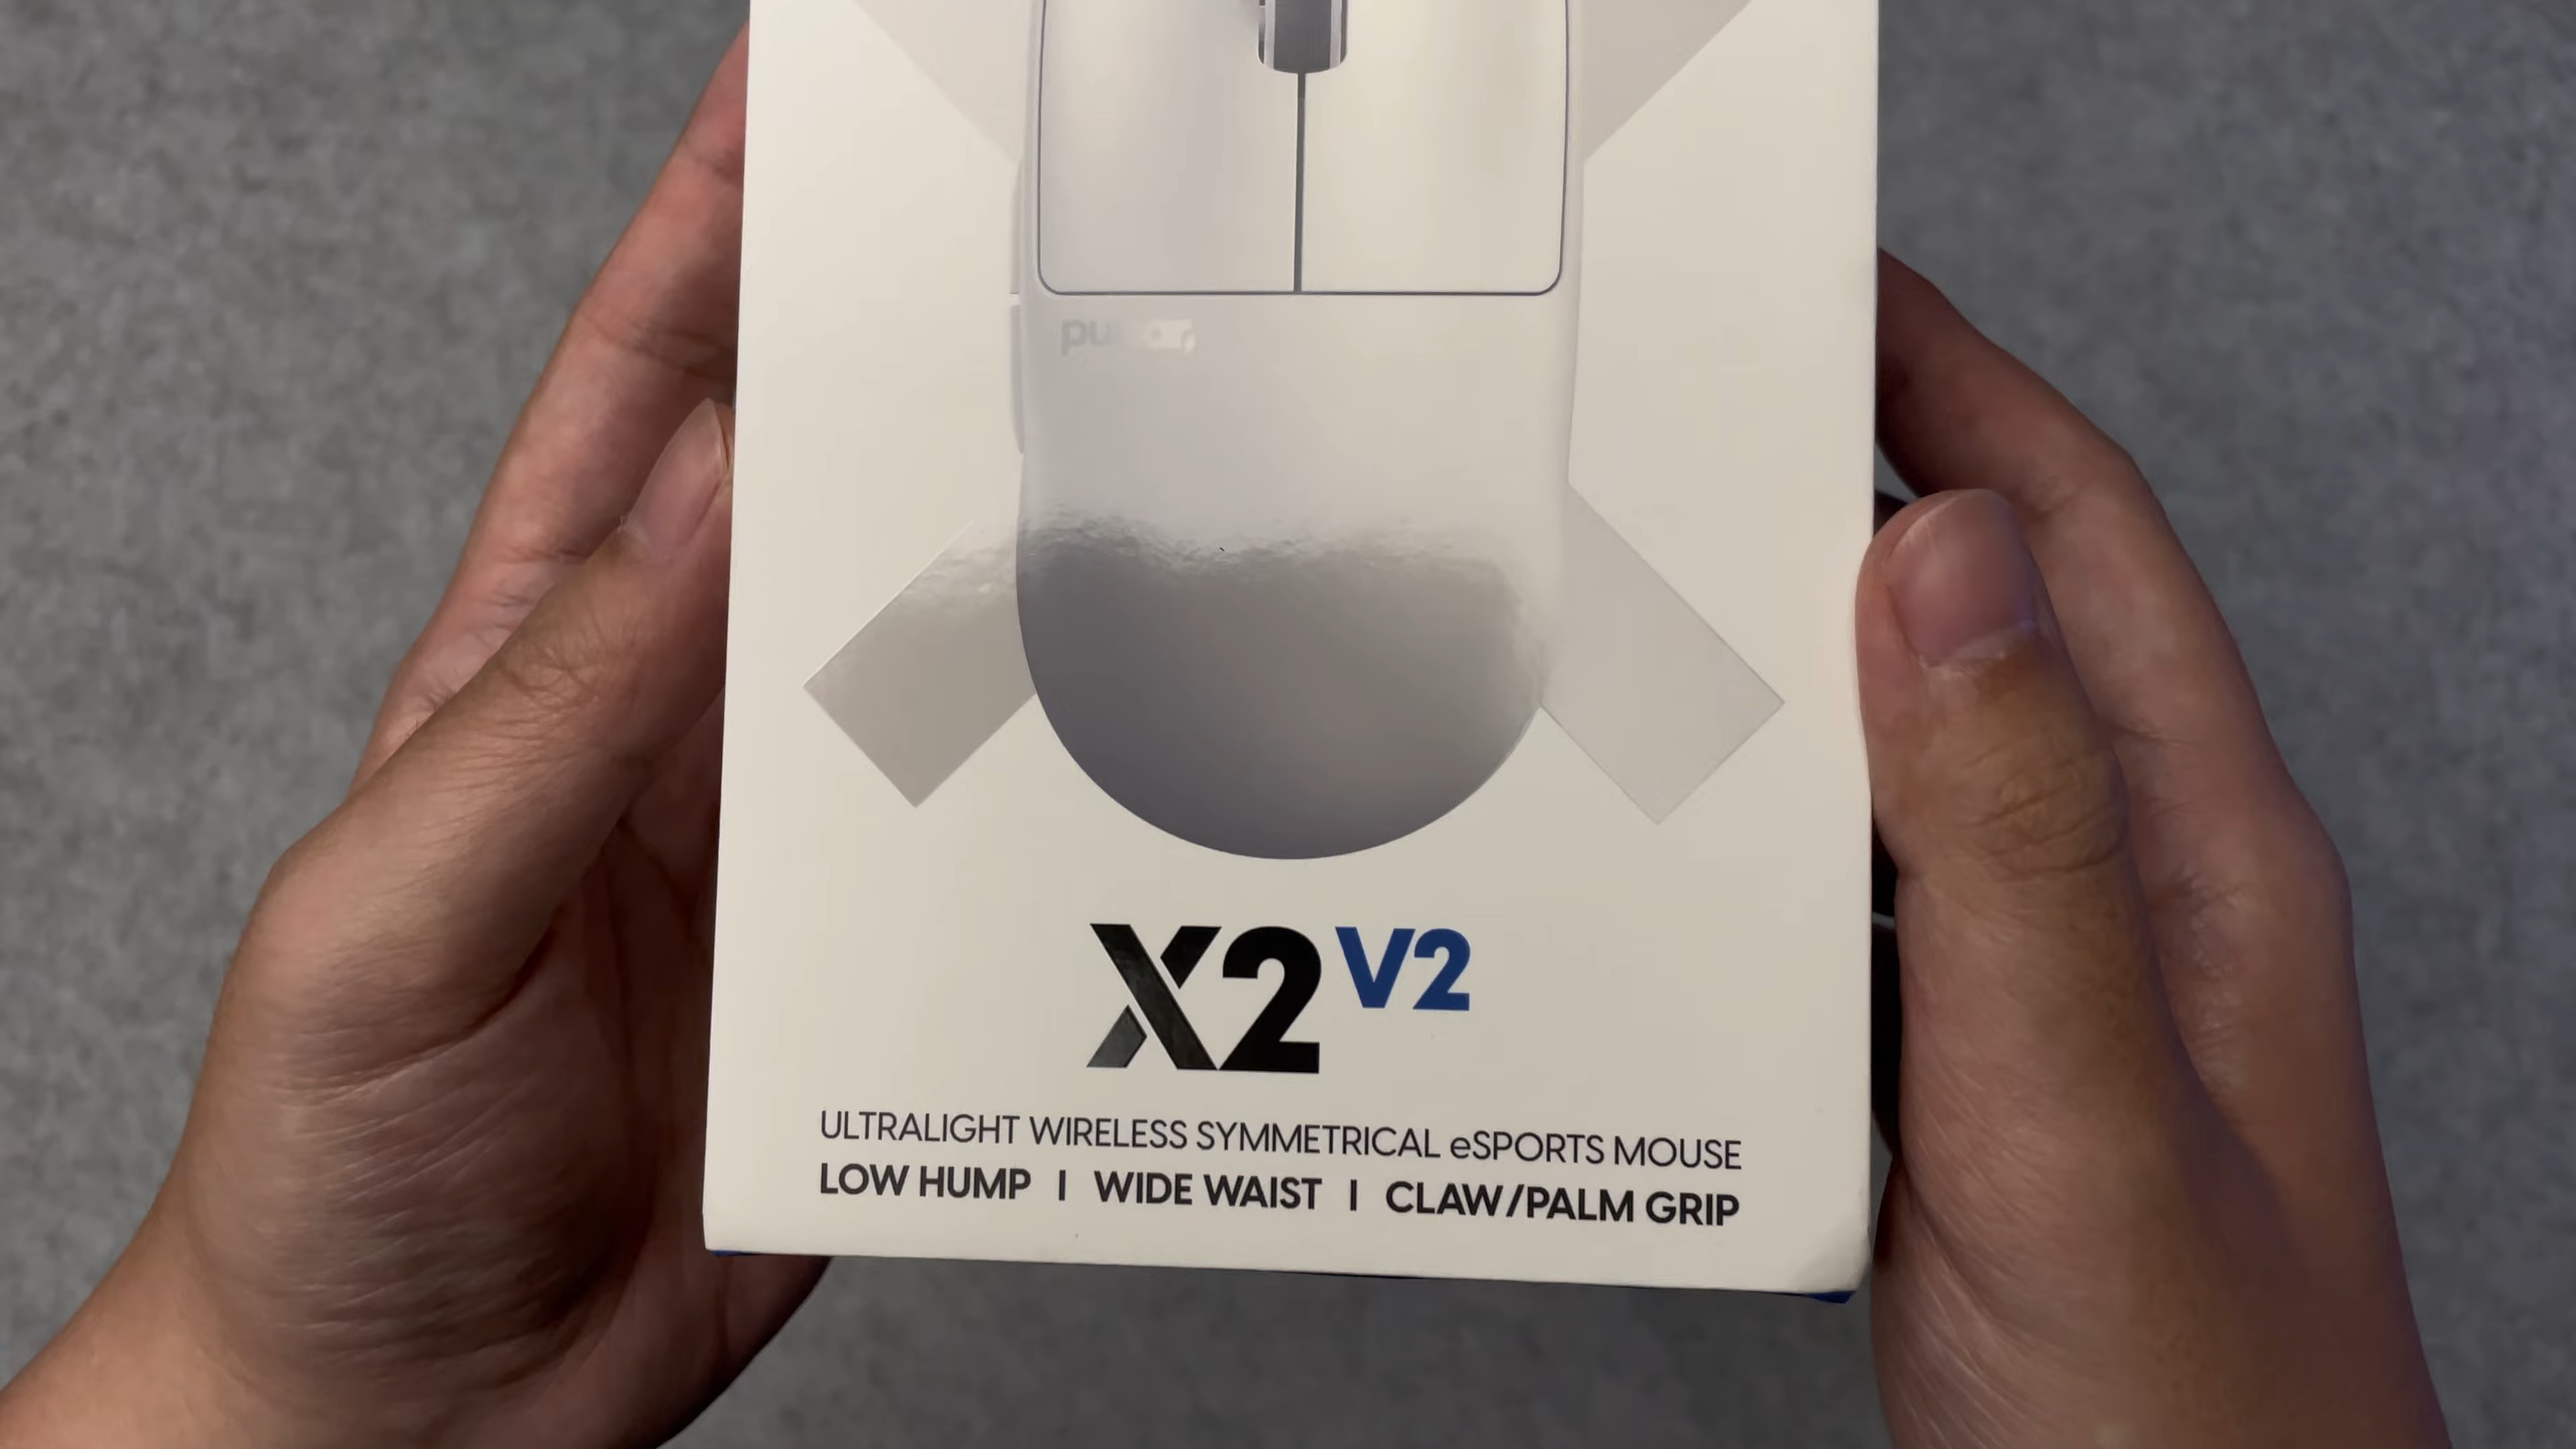 X2 V2
ULTRALIGHT WIRELESS SYMMETRICAL eSPORTS MOUSE
LOW HUMP | WIDE WAIST | CLAW/PALM GRIP